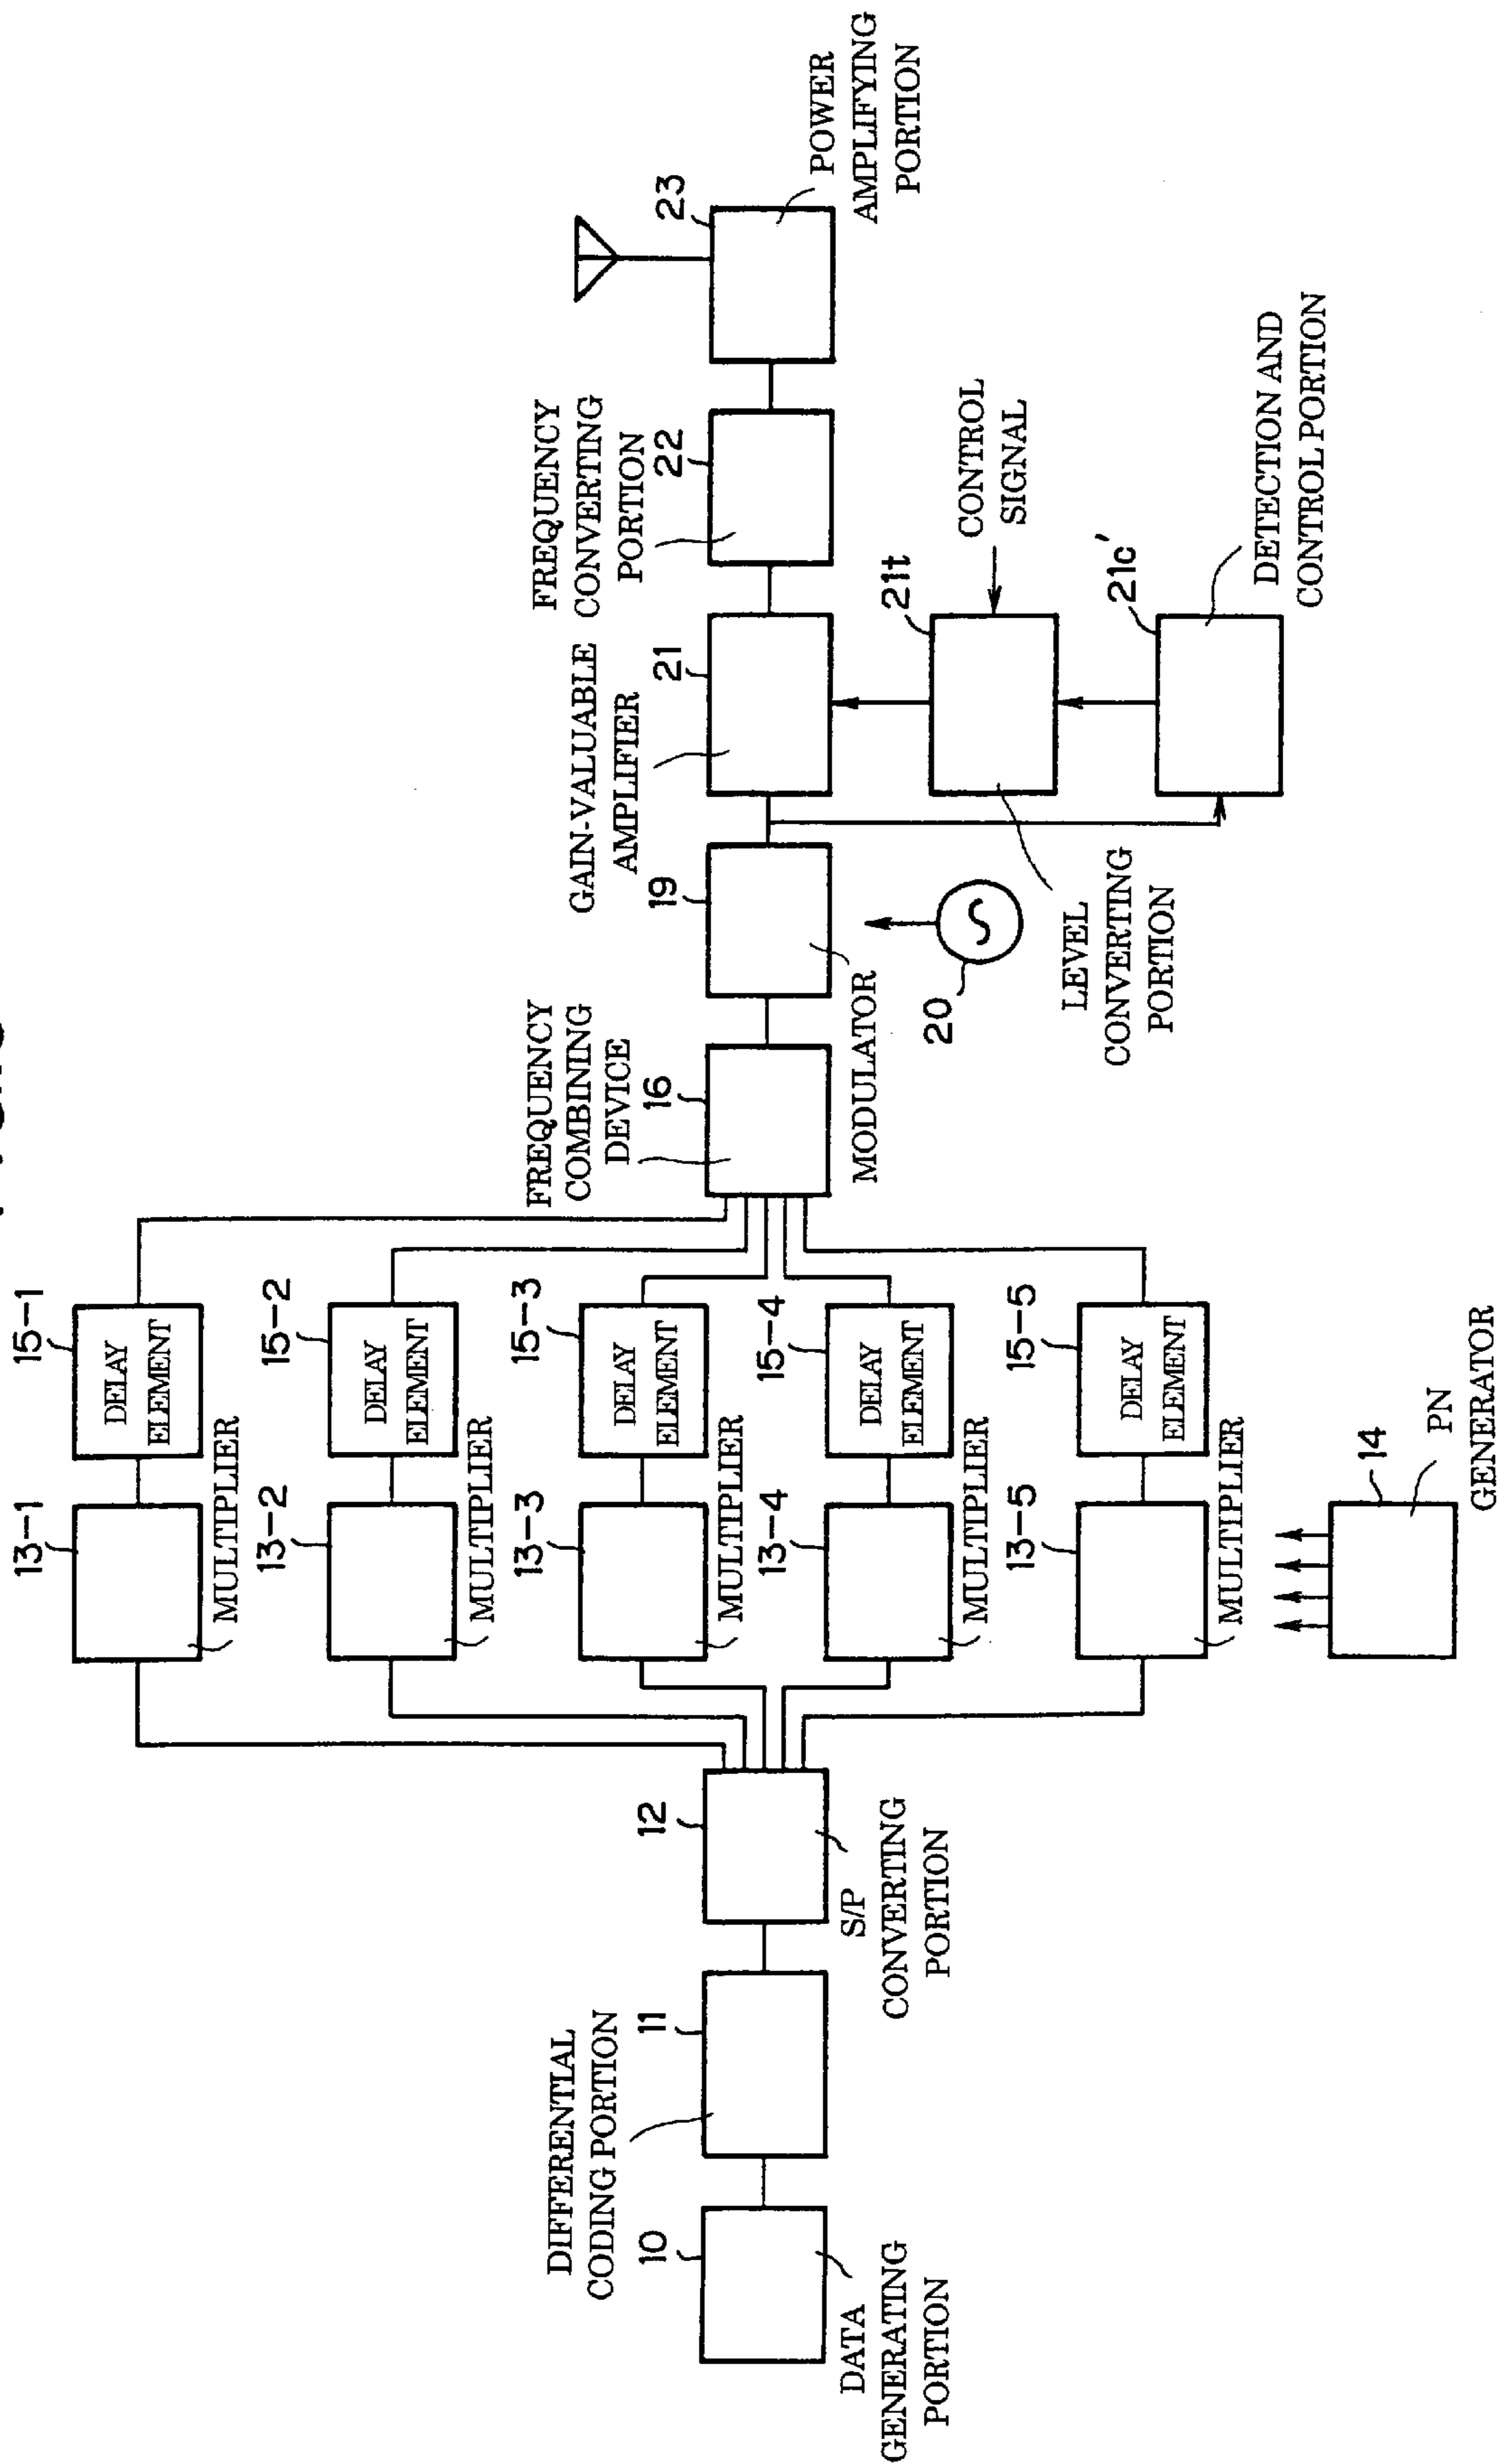 10
DATA
GENERATING
PORTION
DIFFERENTIAL
CODING PORTION
11
12
S/P
CONVERTING
PORTION
13-1
MULTIPLIER
15-1
DELAY
ELEMENT
13-2
MULTIPLIER
15-2
DELAY
ELEMENT
13-3
MULTIPLIER
15-3
DELAY
ELEMENT
13-4
MULTIPLIER
15-4
DELAY
ELEMENT
13-5
MULTIPLIER
15-5
DELAY
ELEMENT
14
PN
GENERATOR
FREQUENCY
COMBINING
DEVICE
16
19
MODULATOR
20
GAIN-VALUABLE
AMPLIFIER
21
21t
CONTROL
SIGNAL
LEVEL
CONVERTING
PORTION
21c'
DETECTION AND
CONTROL PORTION
FREQUENCY
CONVERTING
PORTION
22
23
POWER
AMPLIFYING
PORTION